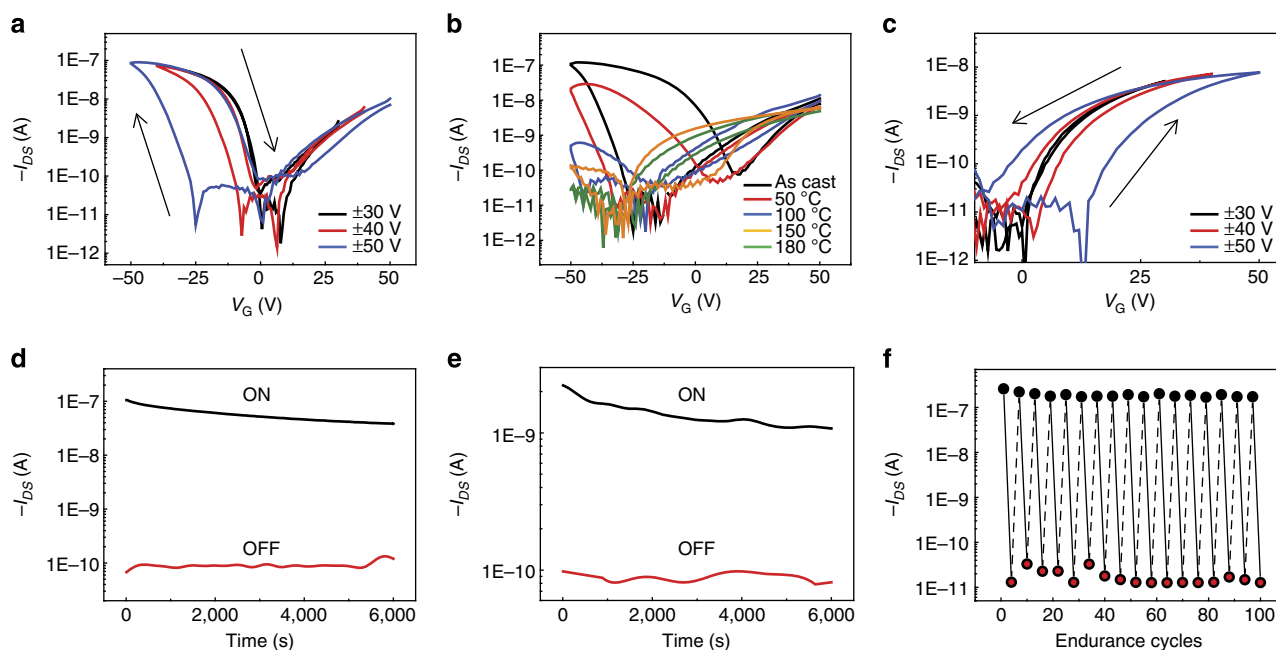 a
1E–7
1E–8
1E–9
1E–10
1E–11
1E–12
−I_DS (A)
–50
–25
0
25
50
V_G (V)
±30 V
±40 V
±50 V
b
1E–7
1E–8
1E–9
1E–10
1E–11
1E–12
−I_DS (A)
–50
–25
0
25
50
V_G (V)
As cast
50 °C
100 °C
150 °C
180 °C
c
1E–8
1E–9
1E–10
1E–11
1E–12
−I_DS (A)
0
25
50
V_G (V)
±30 V
±40 V
±50 V
d
1E–7
1E–8
1E–9
1E–10
−I_DS (A)
ON
OFF
0
2,000
4,000
6,000
Time (s)
e
1E–9
1E–10
−I_DS (A)
ON
OFF
0
2,000
4,000
6,000
Time (s)
f
1E–7
1E–8
1E–9
1E–10
1E–11
−I_DS (A)
0
20
40
60
80
100
Endurance cycles